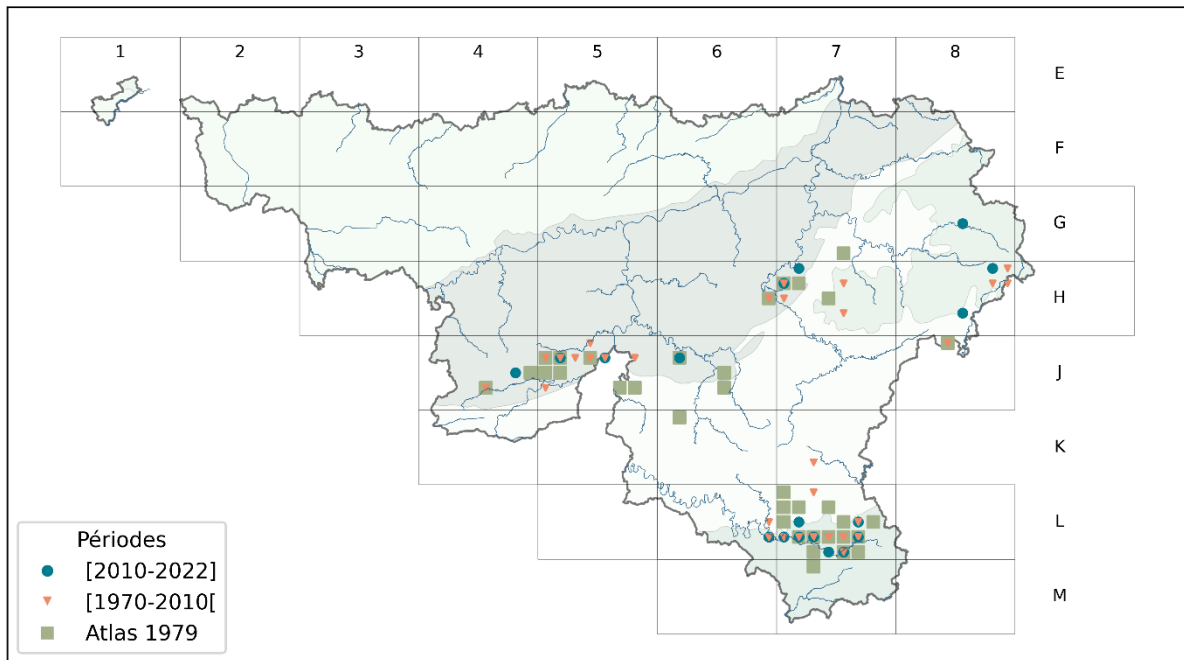 1 2 3 4 5 6 7 8
E
F
G
H
J
K
L
M
Périodes
[2010-2022]
[1970-2010[
Atlas 1979